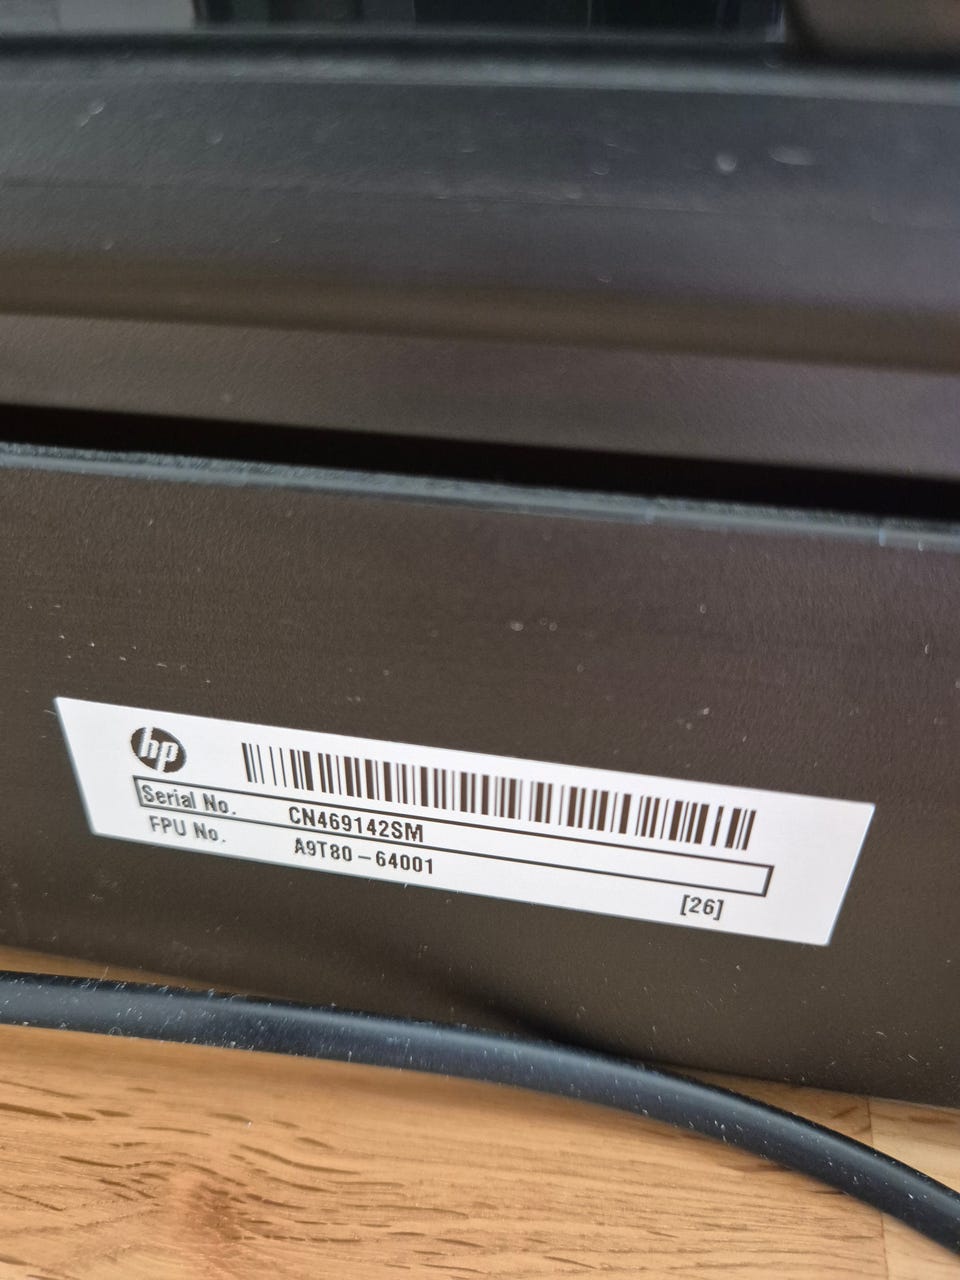 hp
Serial No. CN469142SM
FPU No. A9T80-64001
[26]